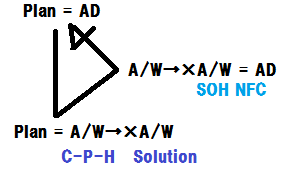 Plan = AD
A/W→×A/W = AD
SOH NFC
Plan = A/W→×A/W
C-P-H Solution